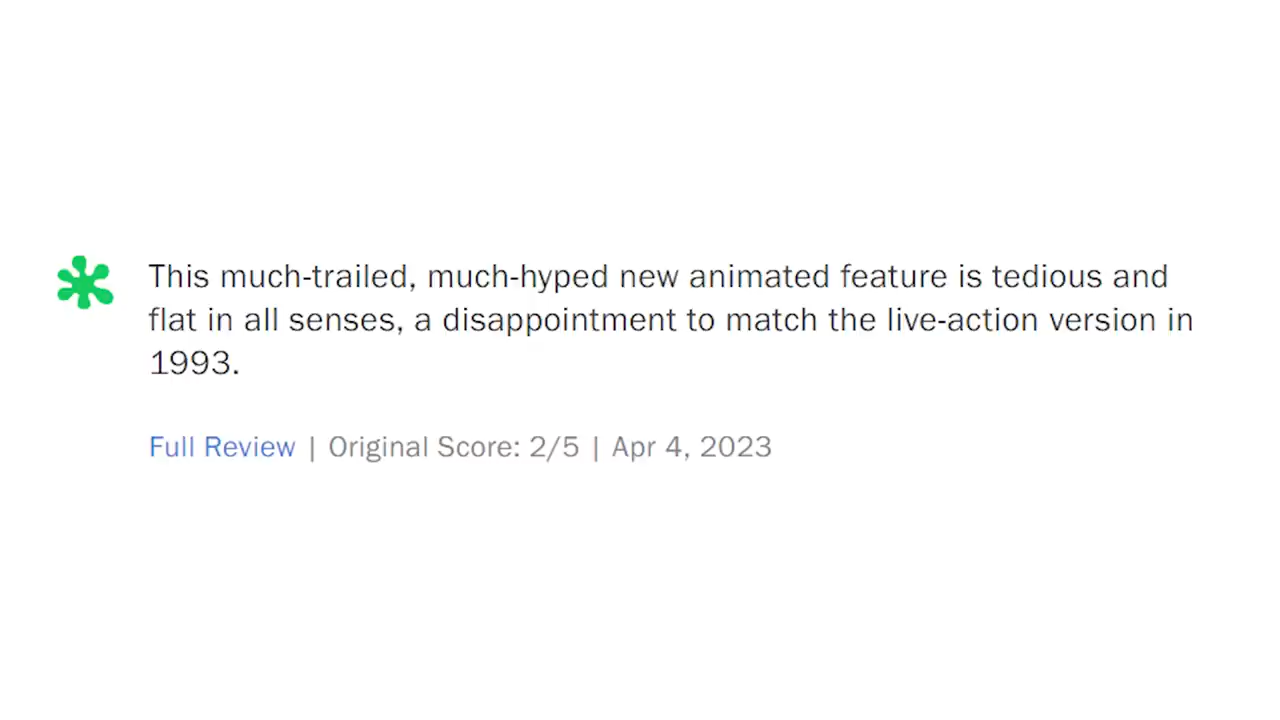 This much-trailed, much-hyped new animated feature is tedious and
flat in all senses, a disappointment to match the live-action version in
1993.
Full Review | Original Score: 2/5 | Apr 4, 2023